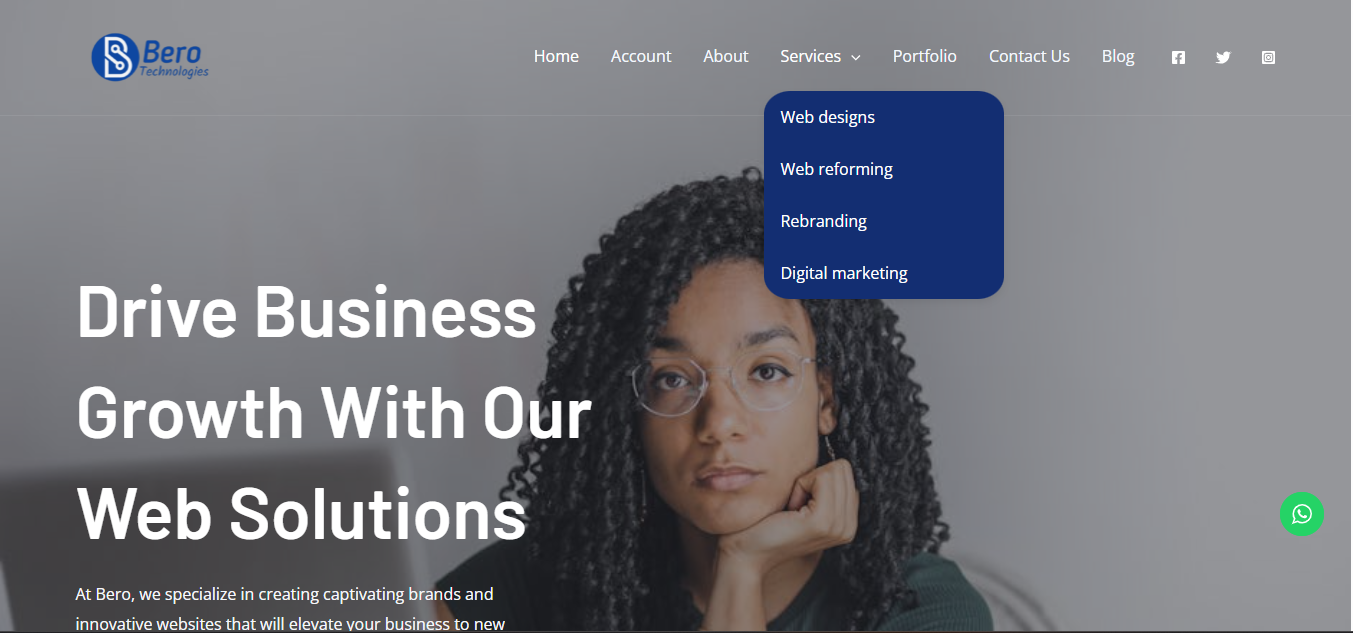 Bero
Technologies
Home Account About Services Portfolio Contact Us Blog
Web designs
Web reforming
Rebranding
Digital marketing
Drive Business
Growth With Our
Web Solutions
At Bero, we specialize in creating captivating brands and
innovative websites that will elevate your business to new